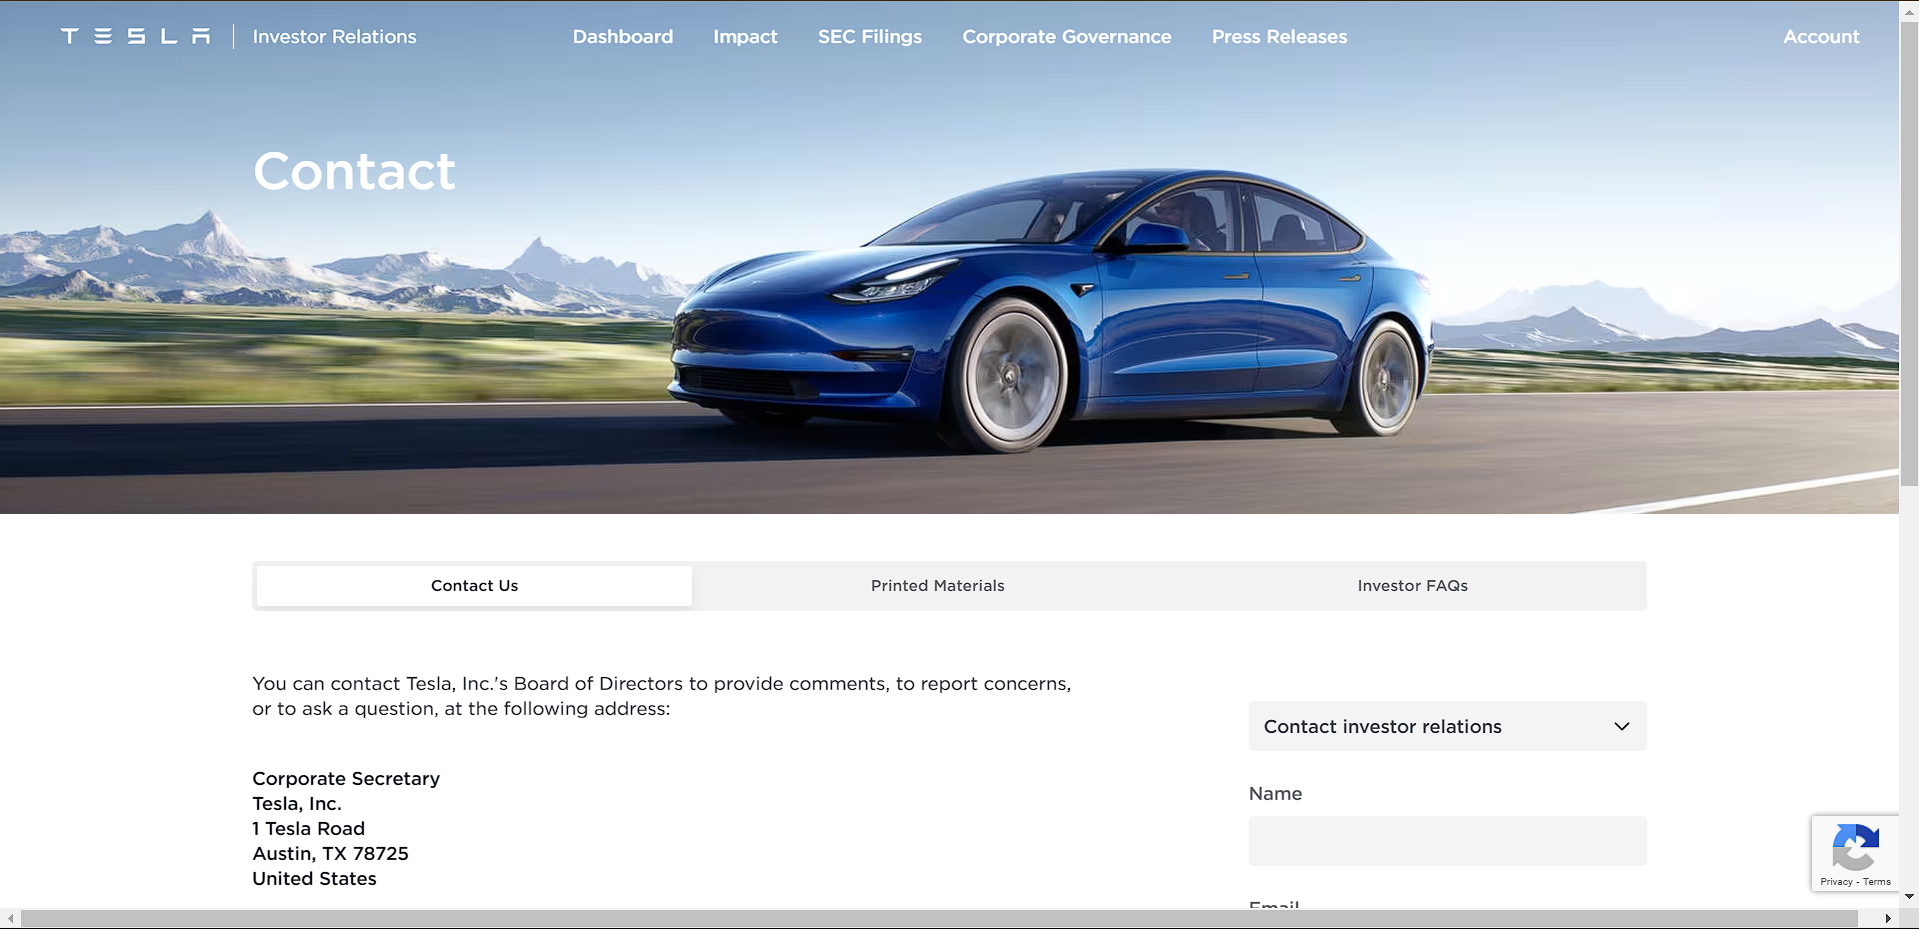 TESLA
Investor Relations
Dashboard
Impact
SEC Filings
Corporate Governance
Press Releases
Account
Contact
Contact Us
Printed Materials
Investor FAQs
You can contact Tesla, Inc.'s Board of Directors to provide comments, to report concerns,
or to ask a question, at the following address:
Corporate Secretary
Tesla, Inc.
1 Tesla Road
Austin, TX 78725
United States
Contact investor relations
Name
Email
Privacy - Terms